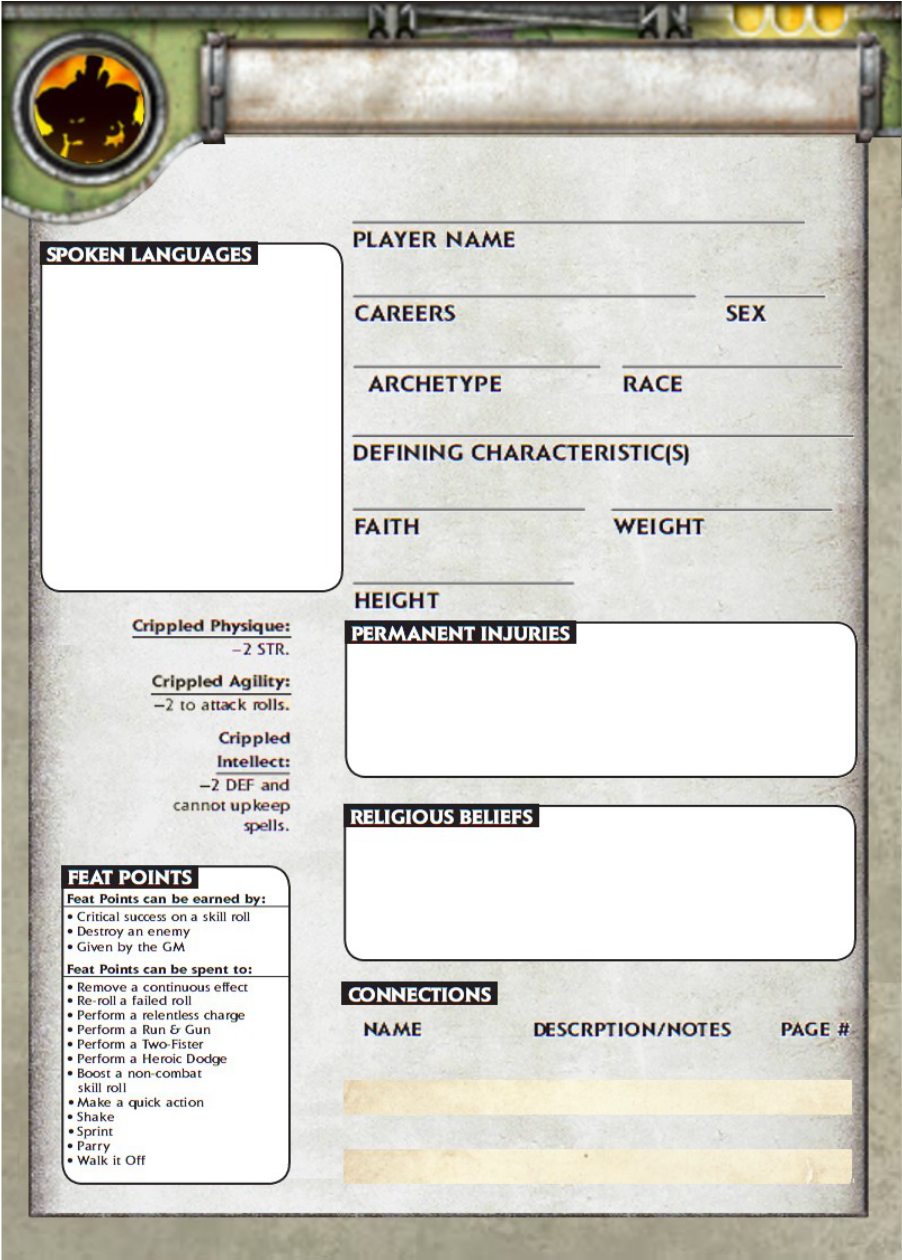 SPOKEN LANGUAGES
PLAYER NAME
CAREERS SEX
ARCHETYPE RACE
DEFINING CHARACTERISTIC(S)
FAITH WEIGHT
HEIGHT
Crippled Physique:
–2 STR.
Crippled Agility:
–2 to attack rolls.
Crippled
Intellect:
–2 DEF and
cannot upkeep
spells.
PERMANENT INJURIES
RELIGIOUS BELIEFS
FEAT POINTS
Feat Points can be earned by:
• Critical success on a skill roll
• Destroy an enemy
• Given by the GM
Feat Points can be spent to:
• Remove a continuous effect
• Re-roll a failed roll
• Perform a relentless charge
• Perform a Run & Gun
• Perform a Two-Fister
• Perform a Heroic Dodge
• Boost a non-combat
skill roll
• Make a quick action
• Shake
• Sprint
• Parry
• Walk it Off
CONNECTIONS
NAME DESCRPTION/NOTES PAGE #